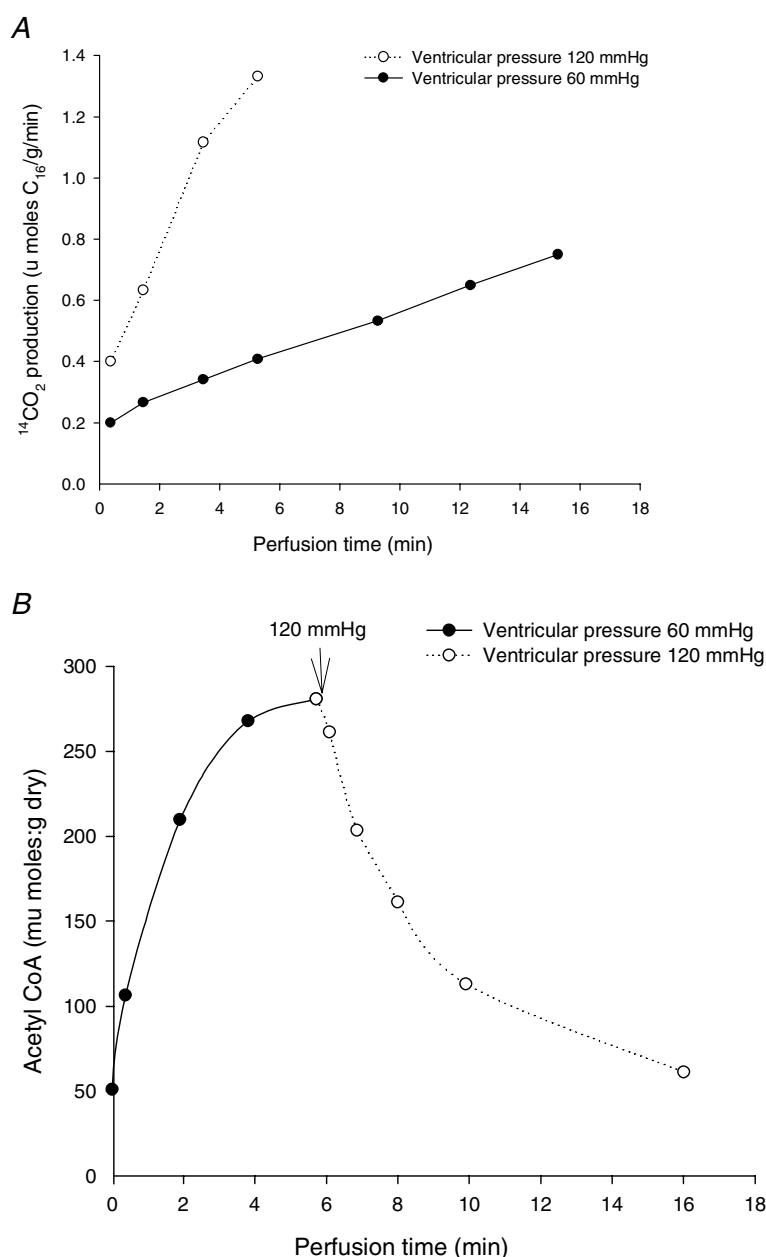 A
Ventricular pressure 120 mmHg
Ventricular pressure 60 mmHg
1.4
1.2
1.0
0.8
0.6
0.4
0.2
0.0
¹⁴CO₂ production (u moles C₁₆/g/min)
0 2 4 6 8 10 12 14 16 18
Perfusion time (min)
B
120 mmHg
Ventricular pressure 60 mmHg
Ventricular pressure 120 mmHg
300
250
200
150
100
50
0
Acetyl CoA (mu moles:g dry)
0 2 4 6 8 10 12 14 16 18
Perfusion time (min)